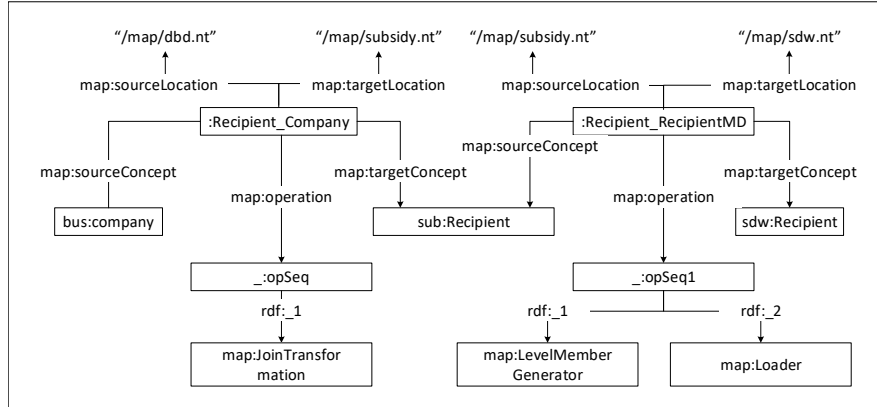 “/map/dbd.nt” “/map/subsidy.nt” “/map/subsidy.nt” “/map/sdw.nt”
map:sourceLocation map:targetLocation map:sourceLocation map:targetLocation
:Recipient_Company :Recipient_RecipientMD
map:sourceConcept
map:sourceConcept map:targetConcept map:targetConcept
map:operation map:operation
bus:company sub:Recipient sdw:Recipient
_:opSeq _:opSeq1
rdf:_1 rdf:_1 rdf:_2
map:JoinTransfor map:LevelMember map:Loader
mation Generator